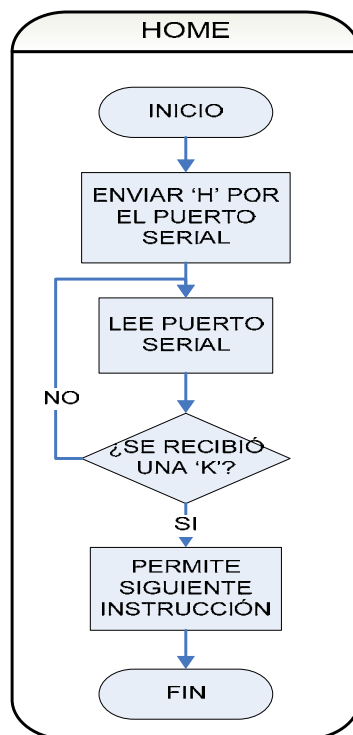 HOME
INICIO
ENVIAR ‘H’ POR
EL PUERTO
SERIAL
LEE PUERTO
SERIAL
NO
¿SE RECIBIÓ
UNA ‘K’?
SI
PERMITE
SIGUIENTE
INSTRUCCIÓN
FIN